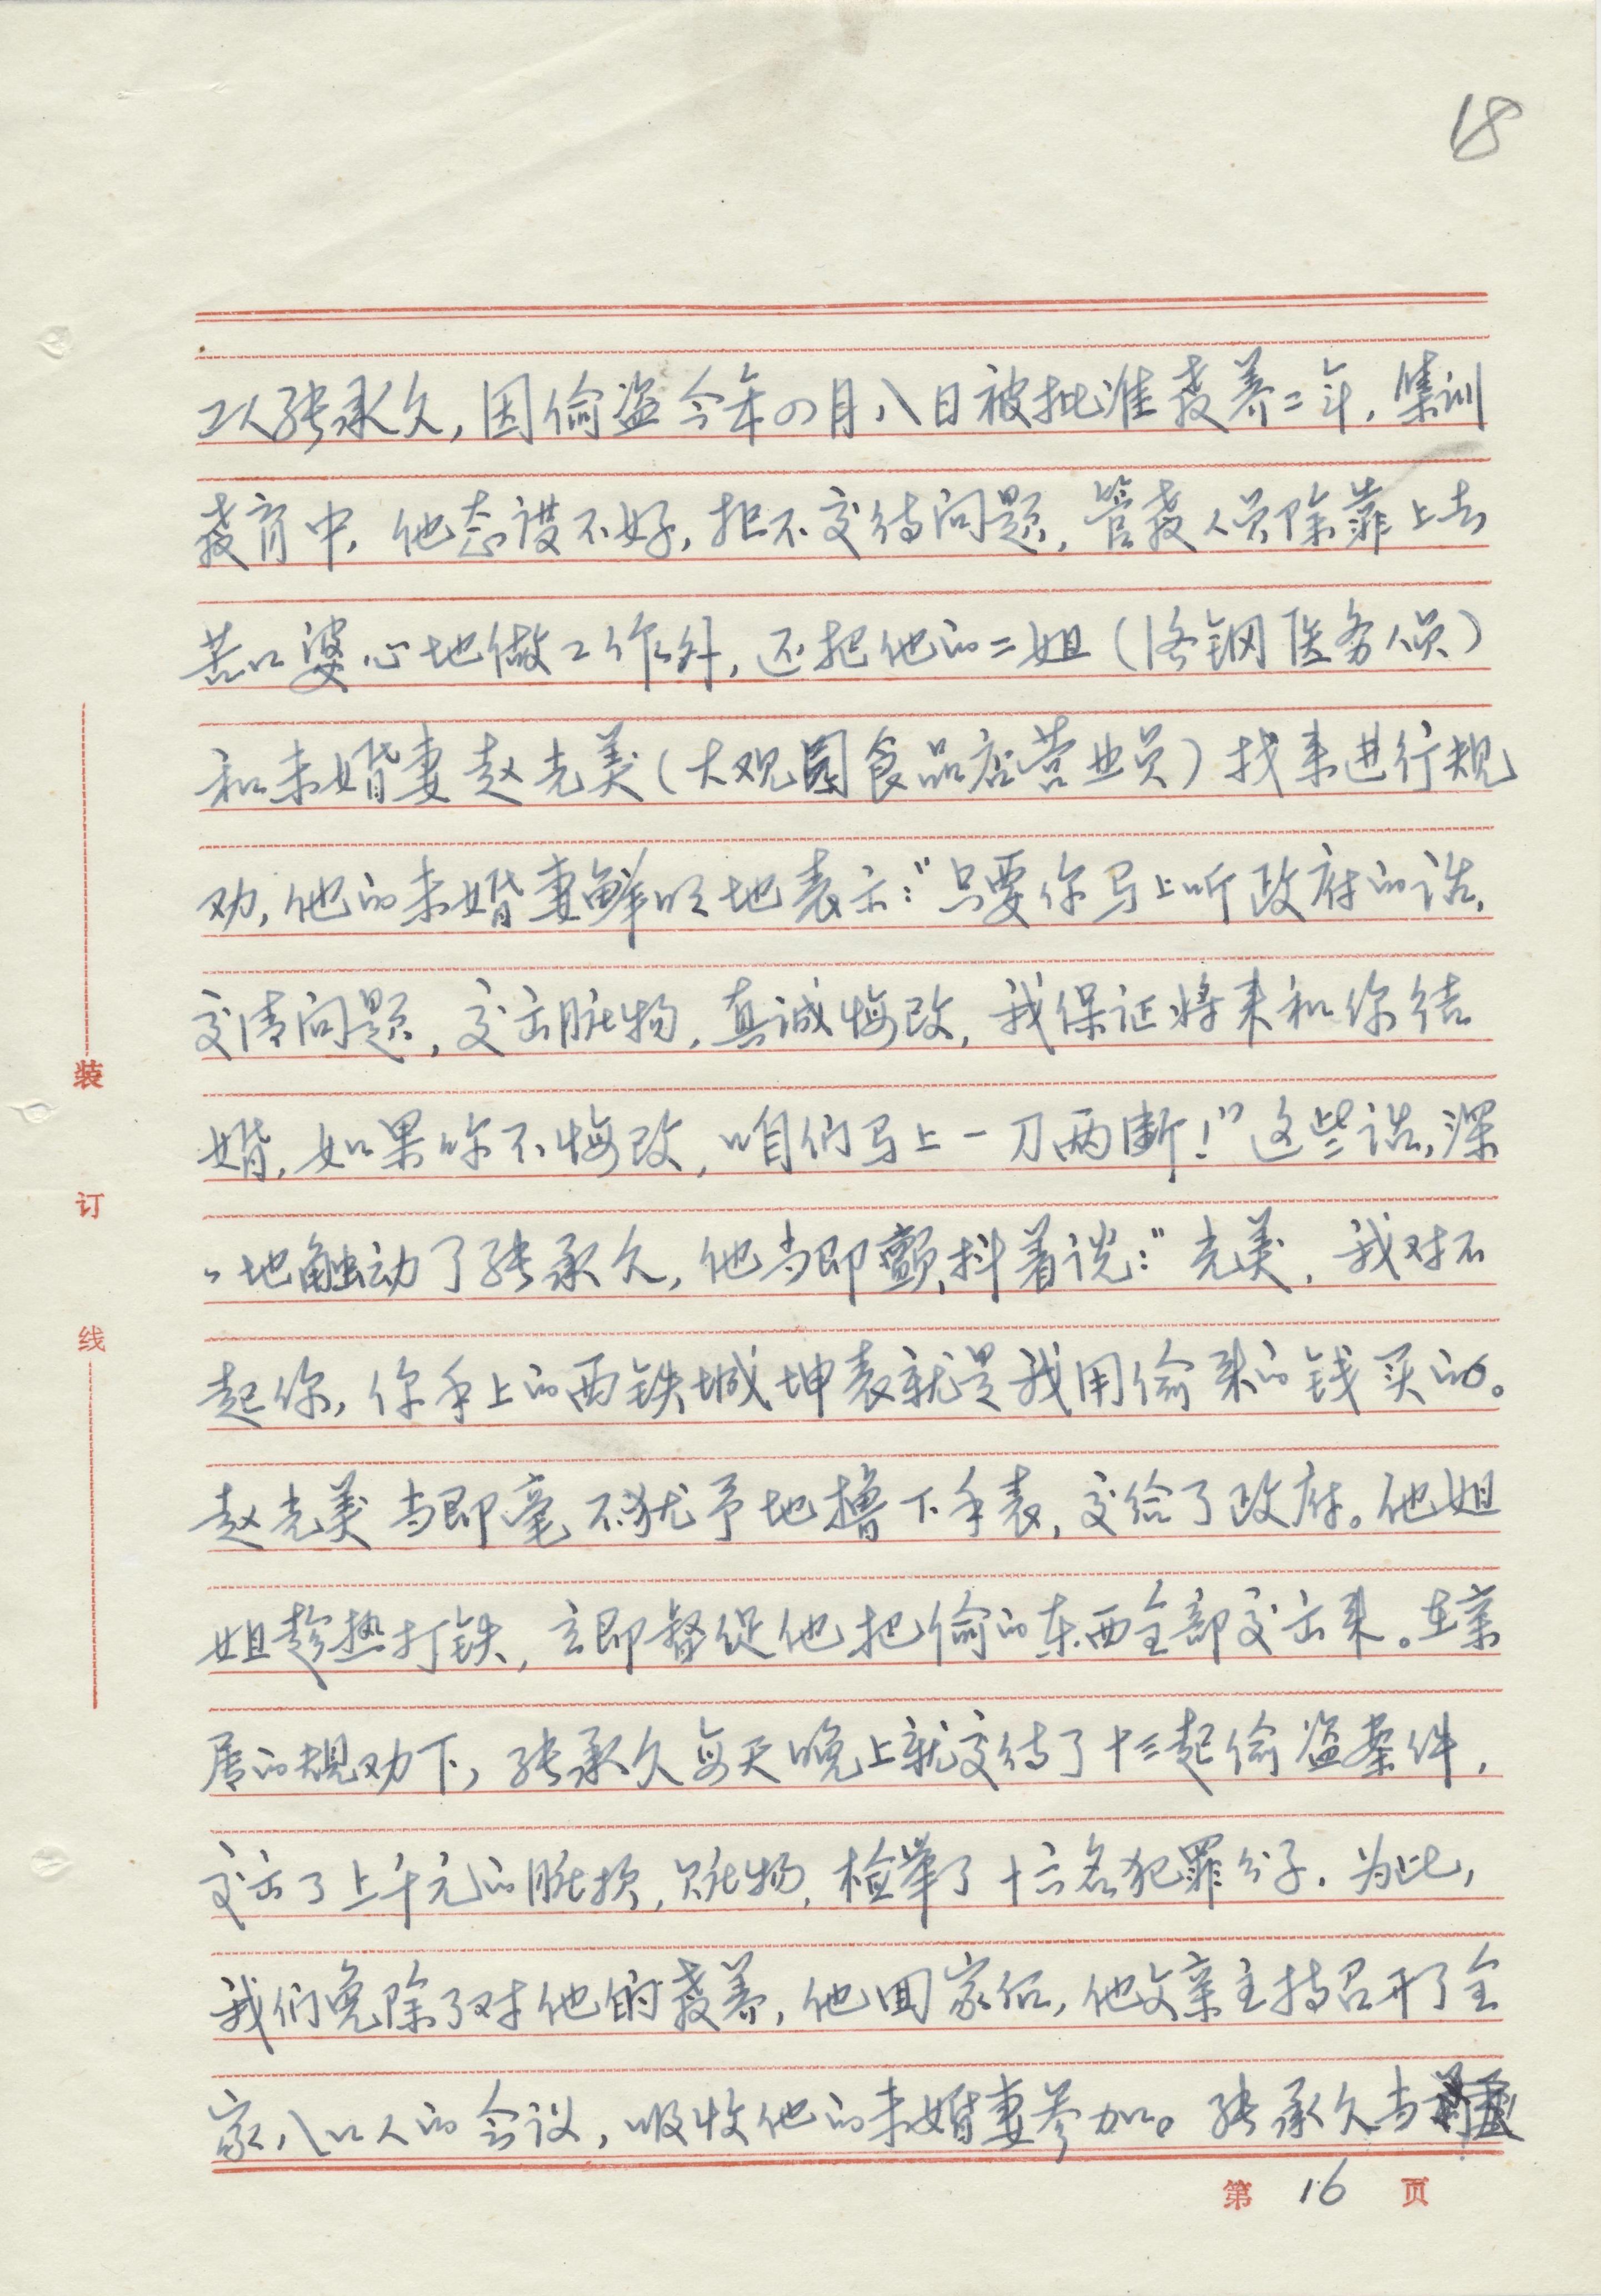 18
工人张承久,因偷盗今年四月八日被批准教养二年,集训
教育中,他态度不好,拒不交待问题,管教人员除靠上去
苦口婆心地做工作外,还把他的二姐(济钢医务人员)
和未婚妻赵光美(大观园食品店营业员)找来进行规
劝,他的未婚妻鲜明地表示:“只要你马上听政府的话,
交清问题,交出脏物,真诚悔改,我保证将来和你结
婚,如果你不悔改,咱们马上一刀两断!”这些话,深
々地触动了张承久,他当即颤抖着说:“光美,我对不
起你,你手上的西铁城坤表就是我用偷来的钱买的。
赵光美当即毫不犹予地撸下手表,交给了政府。他姐
姐趁热打铁,立即督促他把偷的东西全部交出来。在亲
属的规劝下,张承久每天晚上就交待了十三起偷盗案件,
交出了上千元的脏款,赃物,检举了十六名犯罪分子.为此,
我们免除了对他的教养,他回家后,他父亲主持召开了全
家八口人的会议,吸收他的未婚妻参加。张承久当
装
订
线
第 16 页